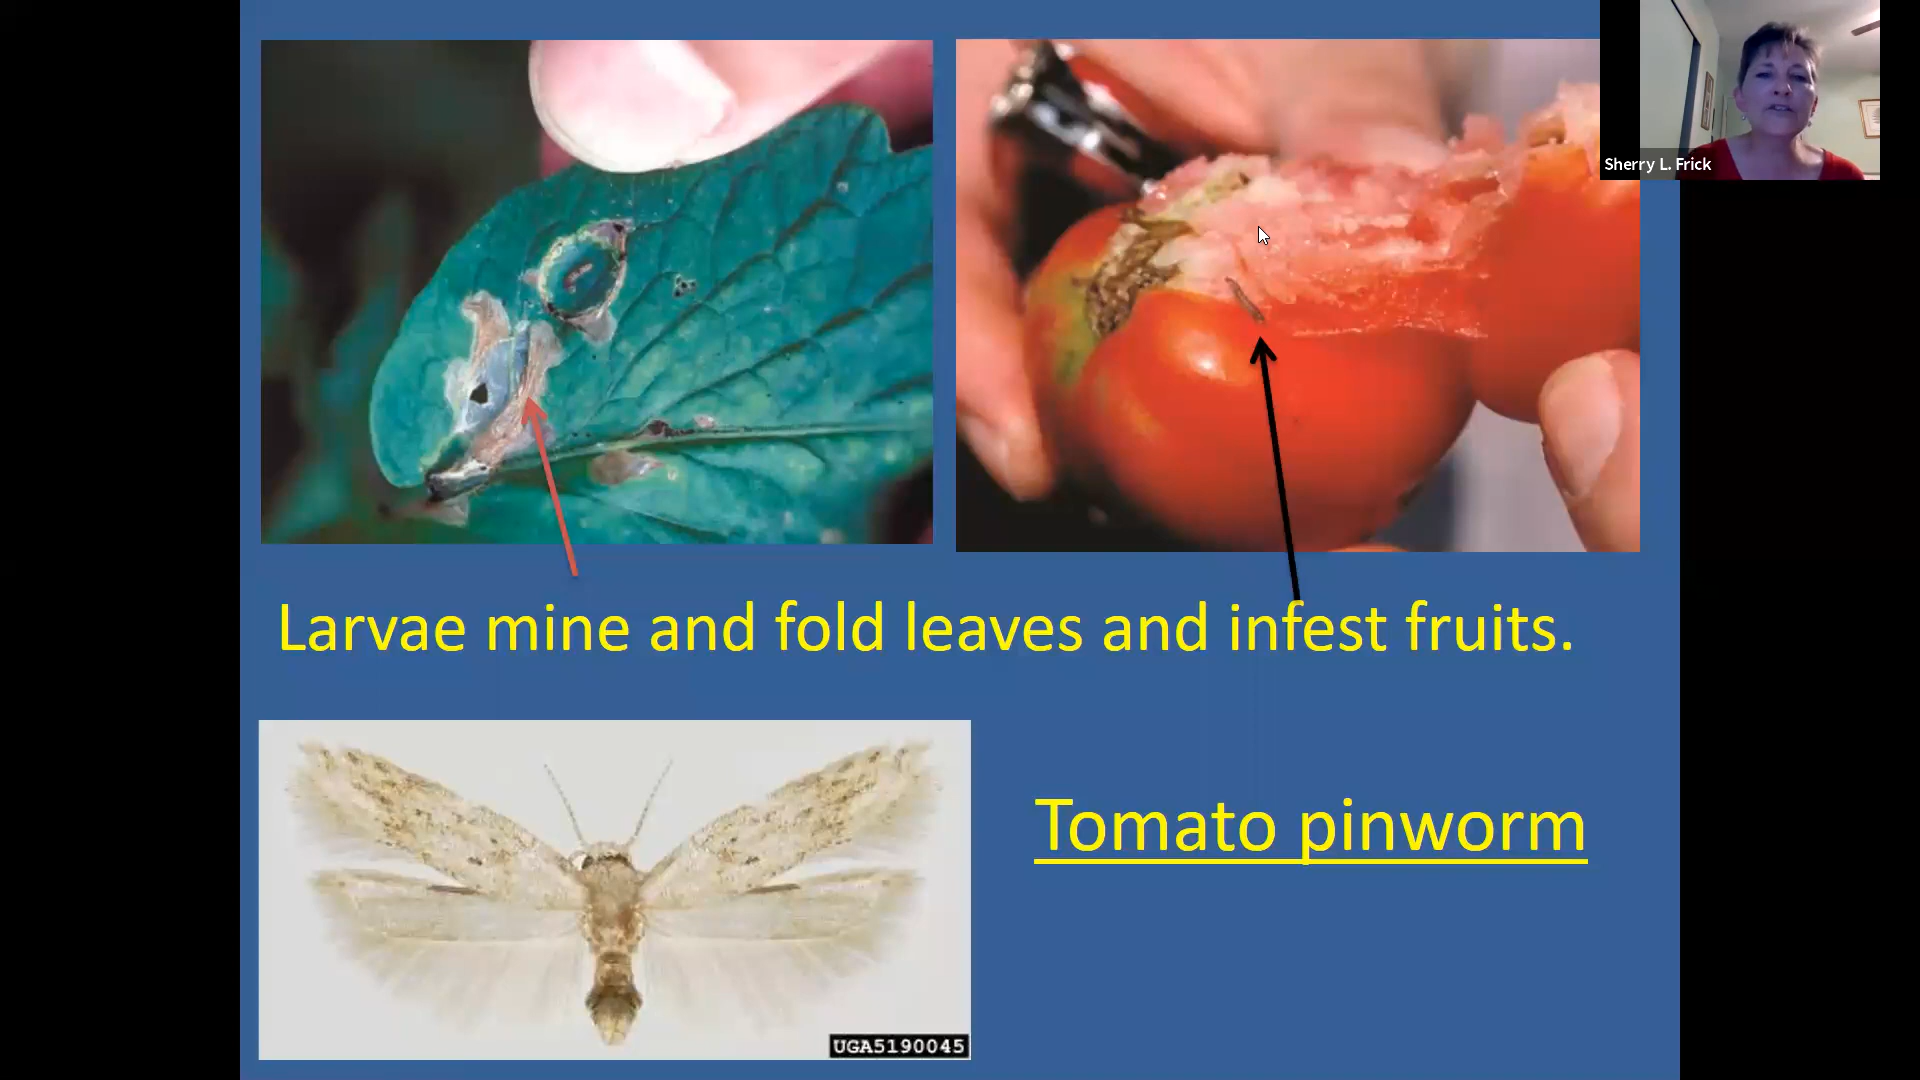 Sherry L. Frick
Larvae mine and fold leaves and infest fruits.
Tomato pinworm
UGA5190045